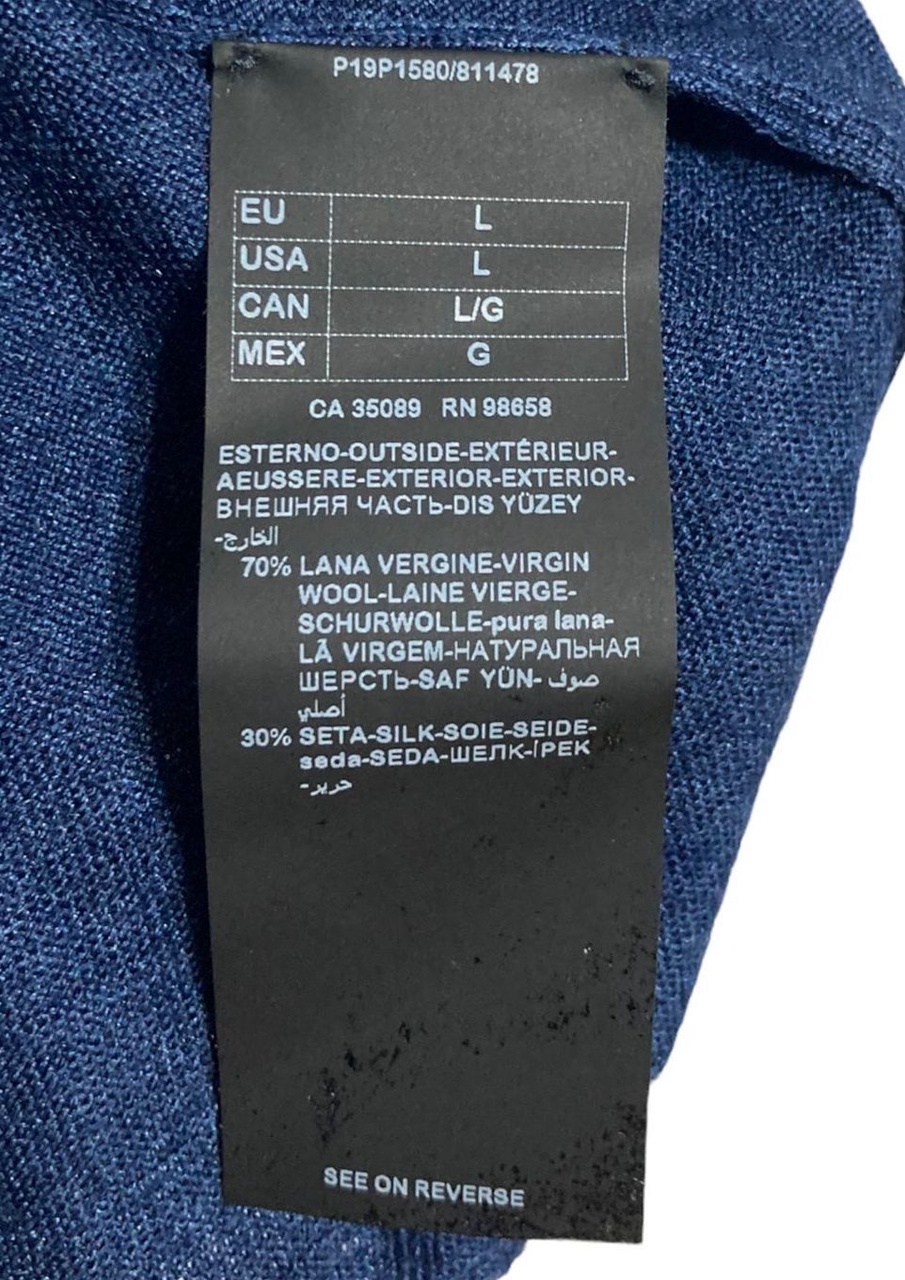 P19P1580/811478
EU L
USA L
CAN L/G
MEX G
CA 35089 RN 98658
ESTERNO-OUTSIDE-EXTÉRIEUR-
AEUSSERE-EXTERIOR-EXTERIOR-
ВНЕШНЯЯ ЧАСТЬ-DIS YÜZEY
-الخارج
70% LANA VERGINE-VIRGIN
WOOL-LAINE VIERGE-
SCHURWOLLE-pura lana-
LÃ VIRGEM-НАТУРАЛЬНАЯ
ШЕРСТЬ-SAF YÜN- صوف
أصلي
30% SETA-SILK-SOIE-SEIDE-
seda-SEDA-ШЕЛК-İPEK
-حرير
SEE ON REVERSE